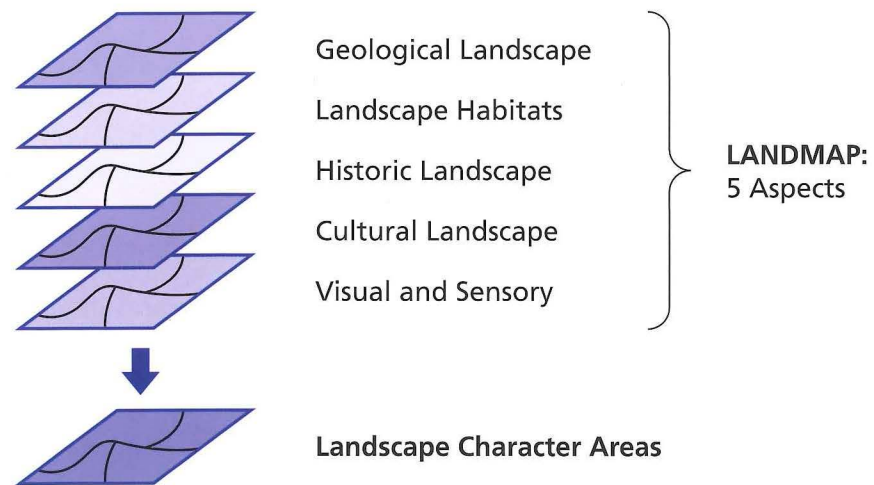 Geological Landscape
Landscape Habitats
Historic Landscape
Cultural Landscape
Visual and Sensory
LANDMAP:
5 Aspects
Landscape Character Areas